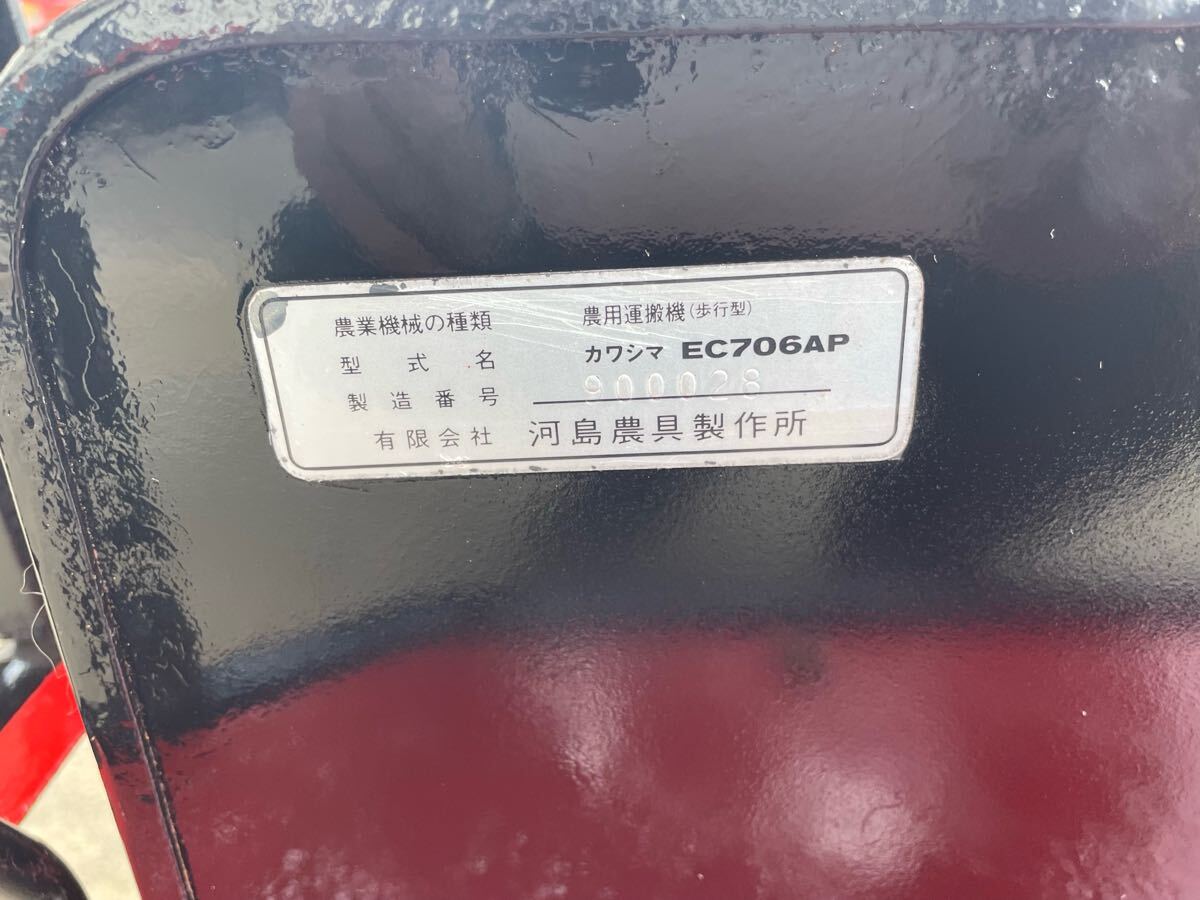 農業機械の種類 農用運搬機(歩行型)
型式名 カワシマ EC706AP
製造番号 900028
有限会社 河島農具製作所